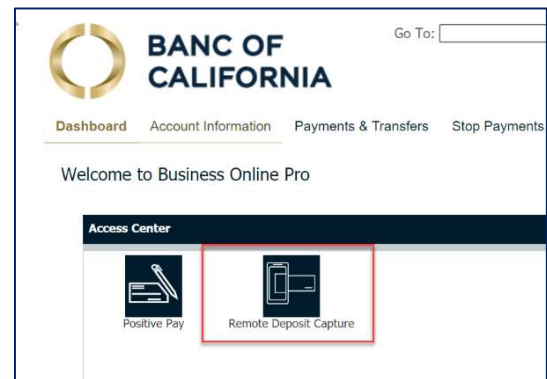 BANC OF
CALIFORNIA
Go To:
Dashboard Account Information Payments & Transfers Stop Payments
Welcome to Business Online Pro
Access Center
Positive Pay Remote Deposit Capture